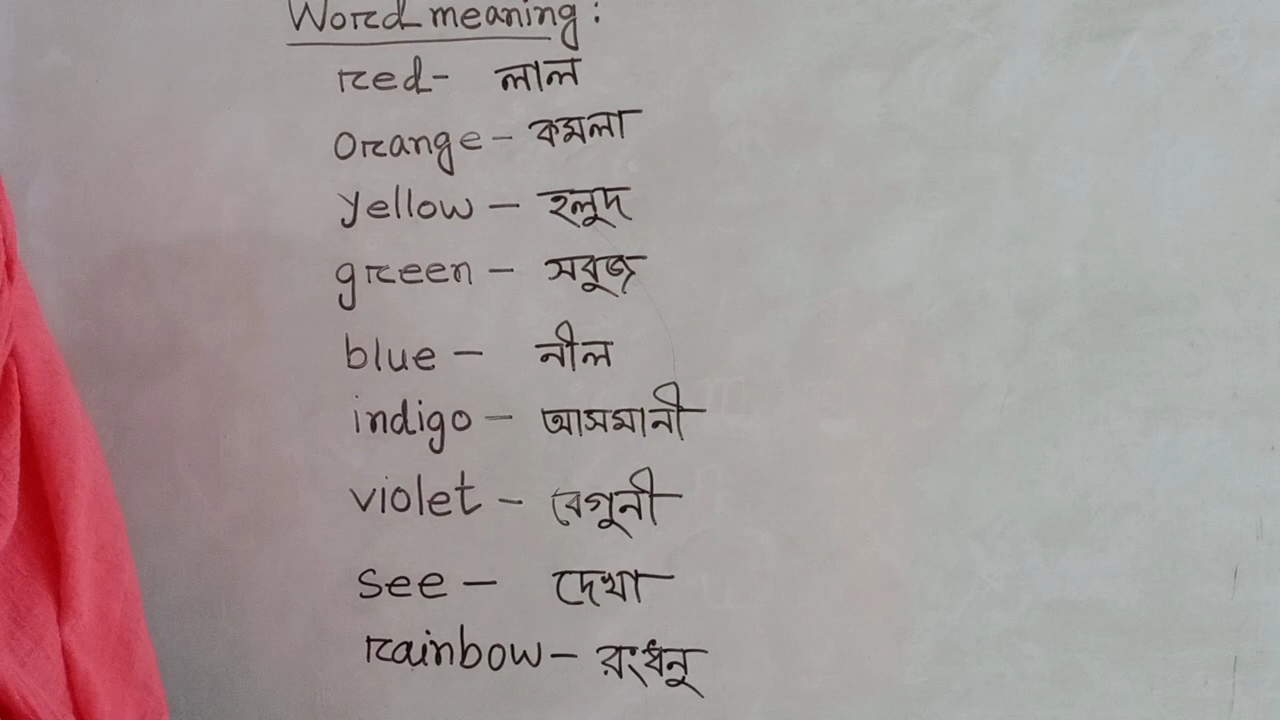 Word meaning:
red- লাল
orange - কমলা
yellow - হলুদ
green - সবুজ
blue - নীল
indigo - আসমানী
violet - বেগুনী
see - দেখা
rainbow - রংধনু